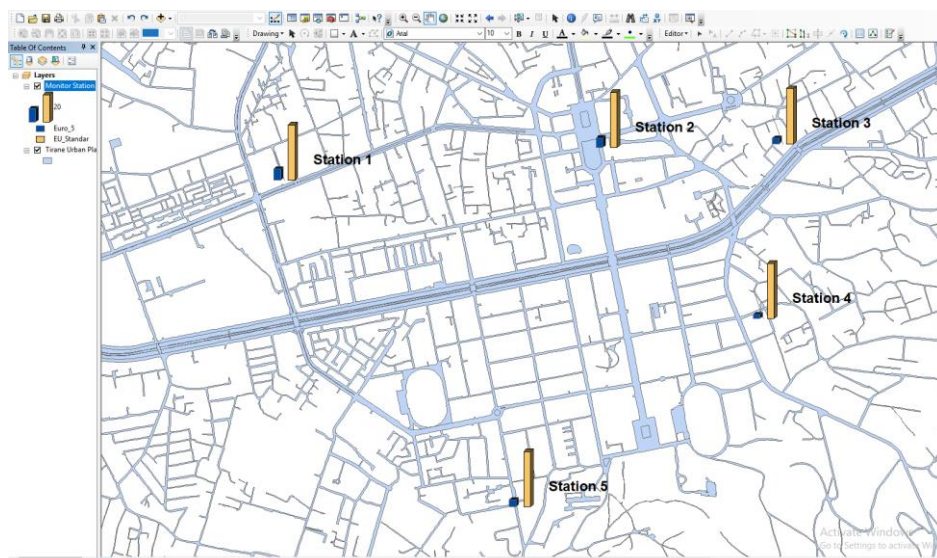 Arial
10
B I U A
Drawing
Editor
Table Of Contents
Layers
Monitor Station
20
Euro_5
EU_Standar
Tirane Urban Pla
Station 1
Station 2
Station 3
Station 4
Station 5
Activate Windows
Go to Settings to activate Wi